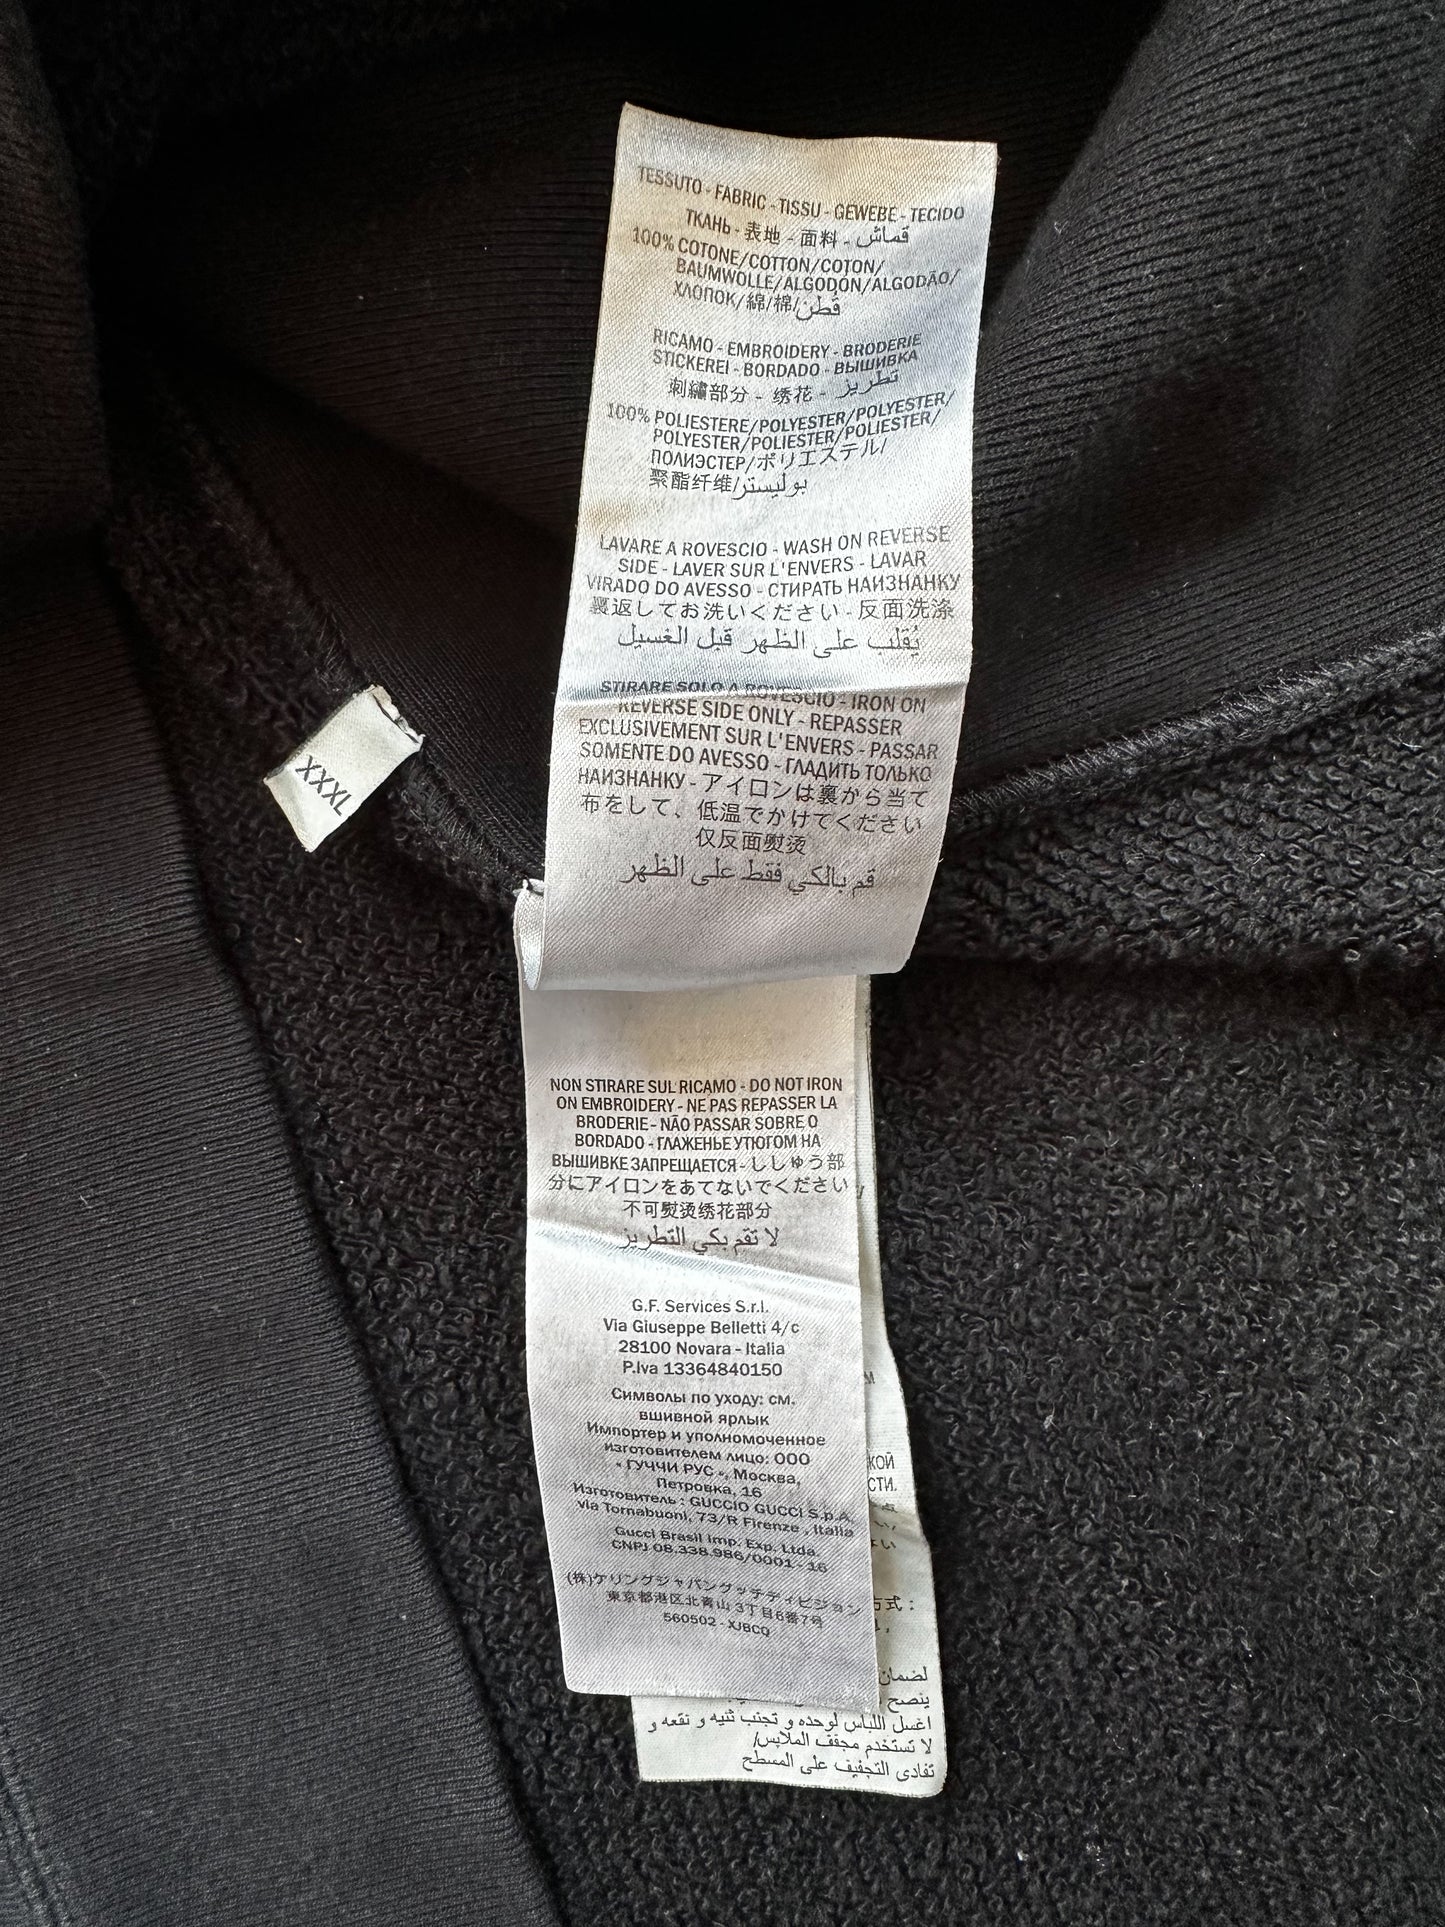 TESSUTO - FABRIC - TISSU - GEWEBE - TECIDO
ТКАНЬ - 表地 - 面料 - قماش
100% COTONE/COTTON/COTON/
BAUMWOLLE/ALGODÓN/ALGODÃO/
ХЛОПОК/綿/棉/قطن
RICAMO - EMBROIDERY - BRODERIE
STICKEREI - BORDADO - ВЫШИВКА
刺繍部分 - 绣花 - تطريز
100% POLIESTERE/POLYESTER/POLYESTER/
POLYESTER/POLIESTER/POLIESTER/
ПОЛИЭСТЕР/ポリエステル/
聚酯纤维/بوليستر
LAVARE A ROVESCIO - WASH ON REVERSE
SIDE - LAVER SUR L'ENVERS - LAVAR
VIRADO DO AVESSO - СТИРАТЬ НАИЗНАНКУ
裏返してお洗いください - 反面洗涤
يُقلب على الظهر قبل الغسيل
STIRARE SOLO A ROVESCIO - IRON ON
REVERSE SIDE ONLY - REPASSER
EXCLUSIVEMENT SUR L'ENVERS - PASSAR
SOMENTE DO AVESSO - ГЛАДИТЬ ТОЛЬКО
НАИЗНАНКУ - アイロンは裏から当て
布をして、低温でかけてください
仅反面熨烫
قم بالكي فقط على الظهر
XXXL
NON STIRARE SUL RICAMO - DO NOT IRON
ON EMBROIDERY - NE PAS REPASSER LA
BRODERIE - NÃO PASSAR SOBRE O
BORDADO - ГЛАЖЕНЬЕ УТЮГОМ НА
ВЫШИВКЕ ЗАПРЕЩАЕТСЯ - ししゅう部
分にアイロンをあてないでください
不可熨烫绣花部分
لا تقم بكي التطريز
G.F. Services S.r.l.
Via Giuseppe Belletti 4/c
28100 Novara - Italia
P.Iva 13364840150
Символы по уходу: см.
вшивной ярлык
Импортер и уполномоченное
изготовителем лицо: ООО
« ГУЧЧИ РУС », Москва,
Петровка, 16
Изготовитель : GUCCIO GUCCI S.p.A.
via Tornabuoni, 73/R Firenze , Italia
Gucci Brasil Imp. Exp. Ltda.
CNPJ 08.338.986/0001 - 16
(株)ケリングジャパングッチディビジョン
東京都港区北青山 3丁目6番7号
560502 - XJBCQ
КОЙ
СТИ.
方式：
لضمان
ينصح
اغسل اللباس لوحده و تجنب ثنيه و نقعه و
لا تستخدم مجفف الملابس/
تفادى التجفيف على المسطح